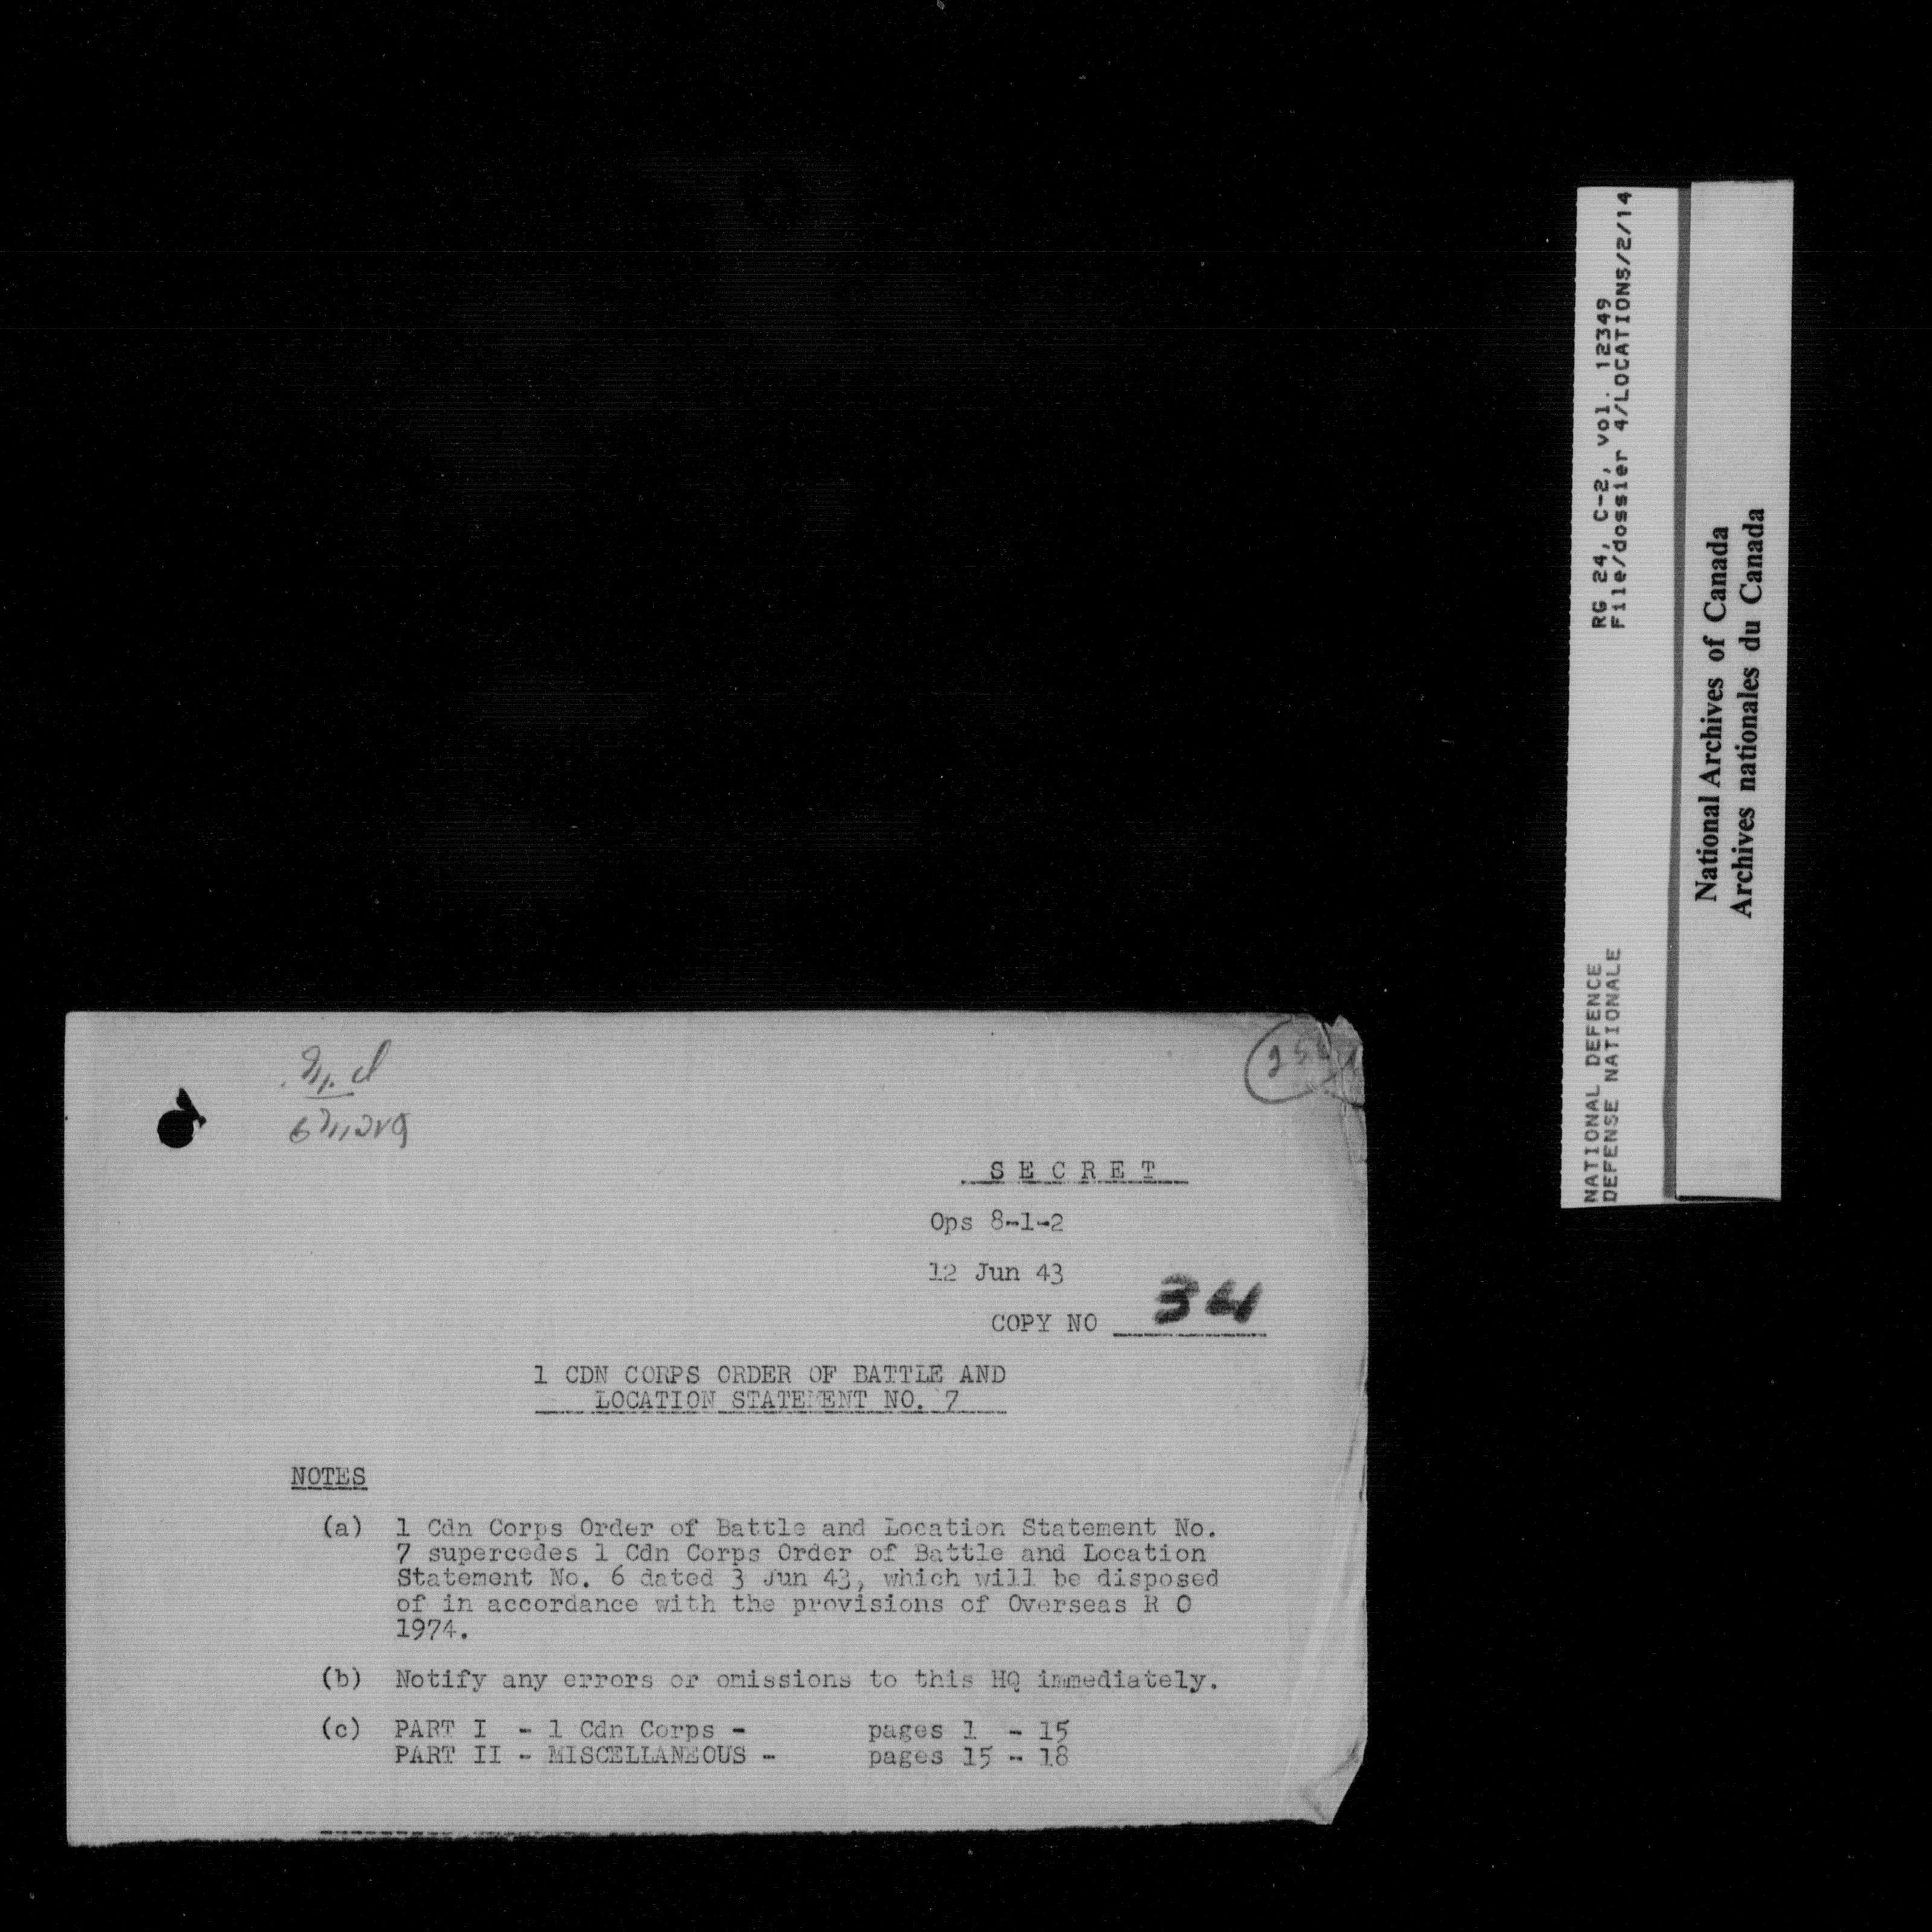 SECRET
Ops 8-1-2
12 Jun 43
COPY NO 34
1 CDN CORPS ORDER OF BATTLE AND
LOCATION STATEMENT NO. 7
NOTES
(a) 1 Cdn Corps Order of Battle and Location Statement No.
7 supercedes 1 Cdn Corps Order of Battle and Location
Statement No. 6 dated 3 Jun 43, which will be disposed
of in accordance with the provisions of Overseas R O
1974.
(b) Notify any errors or omissions to this HQ immediately.
(c) PART I - 1 Cdn Corps - pages 1 - 15
PART II - MISCELLANEOUS - pages 15 - 18
NATIONAL DEFENCE RG 24, C-2, vol. 12349
DEFENSE NATIONALE File/dossier 4/LOCATIONS/2/14
National Archives of Canada
Archives nationales du Canada